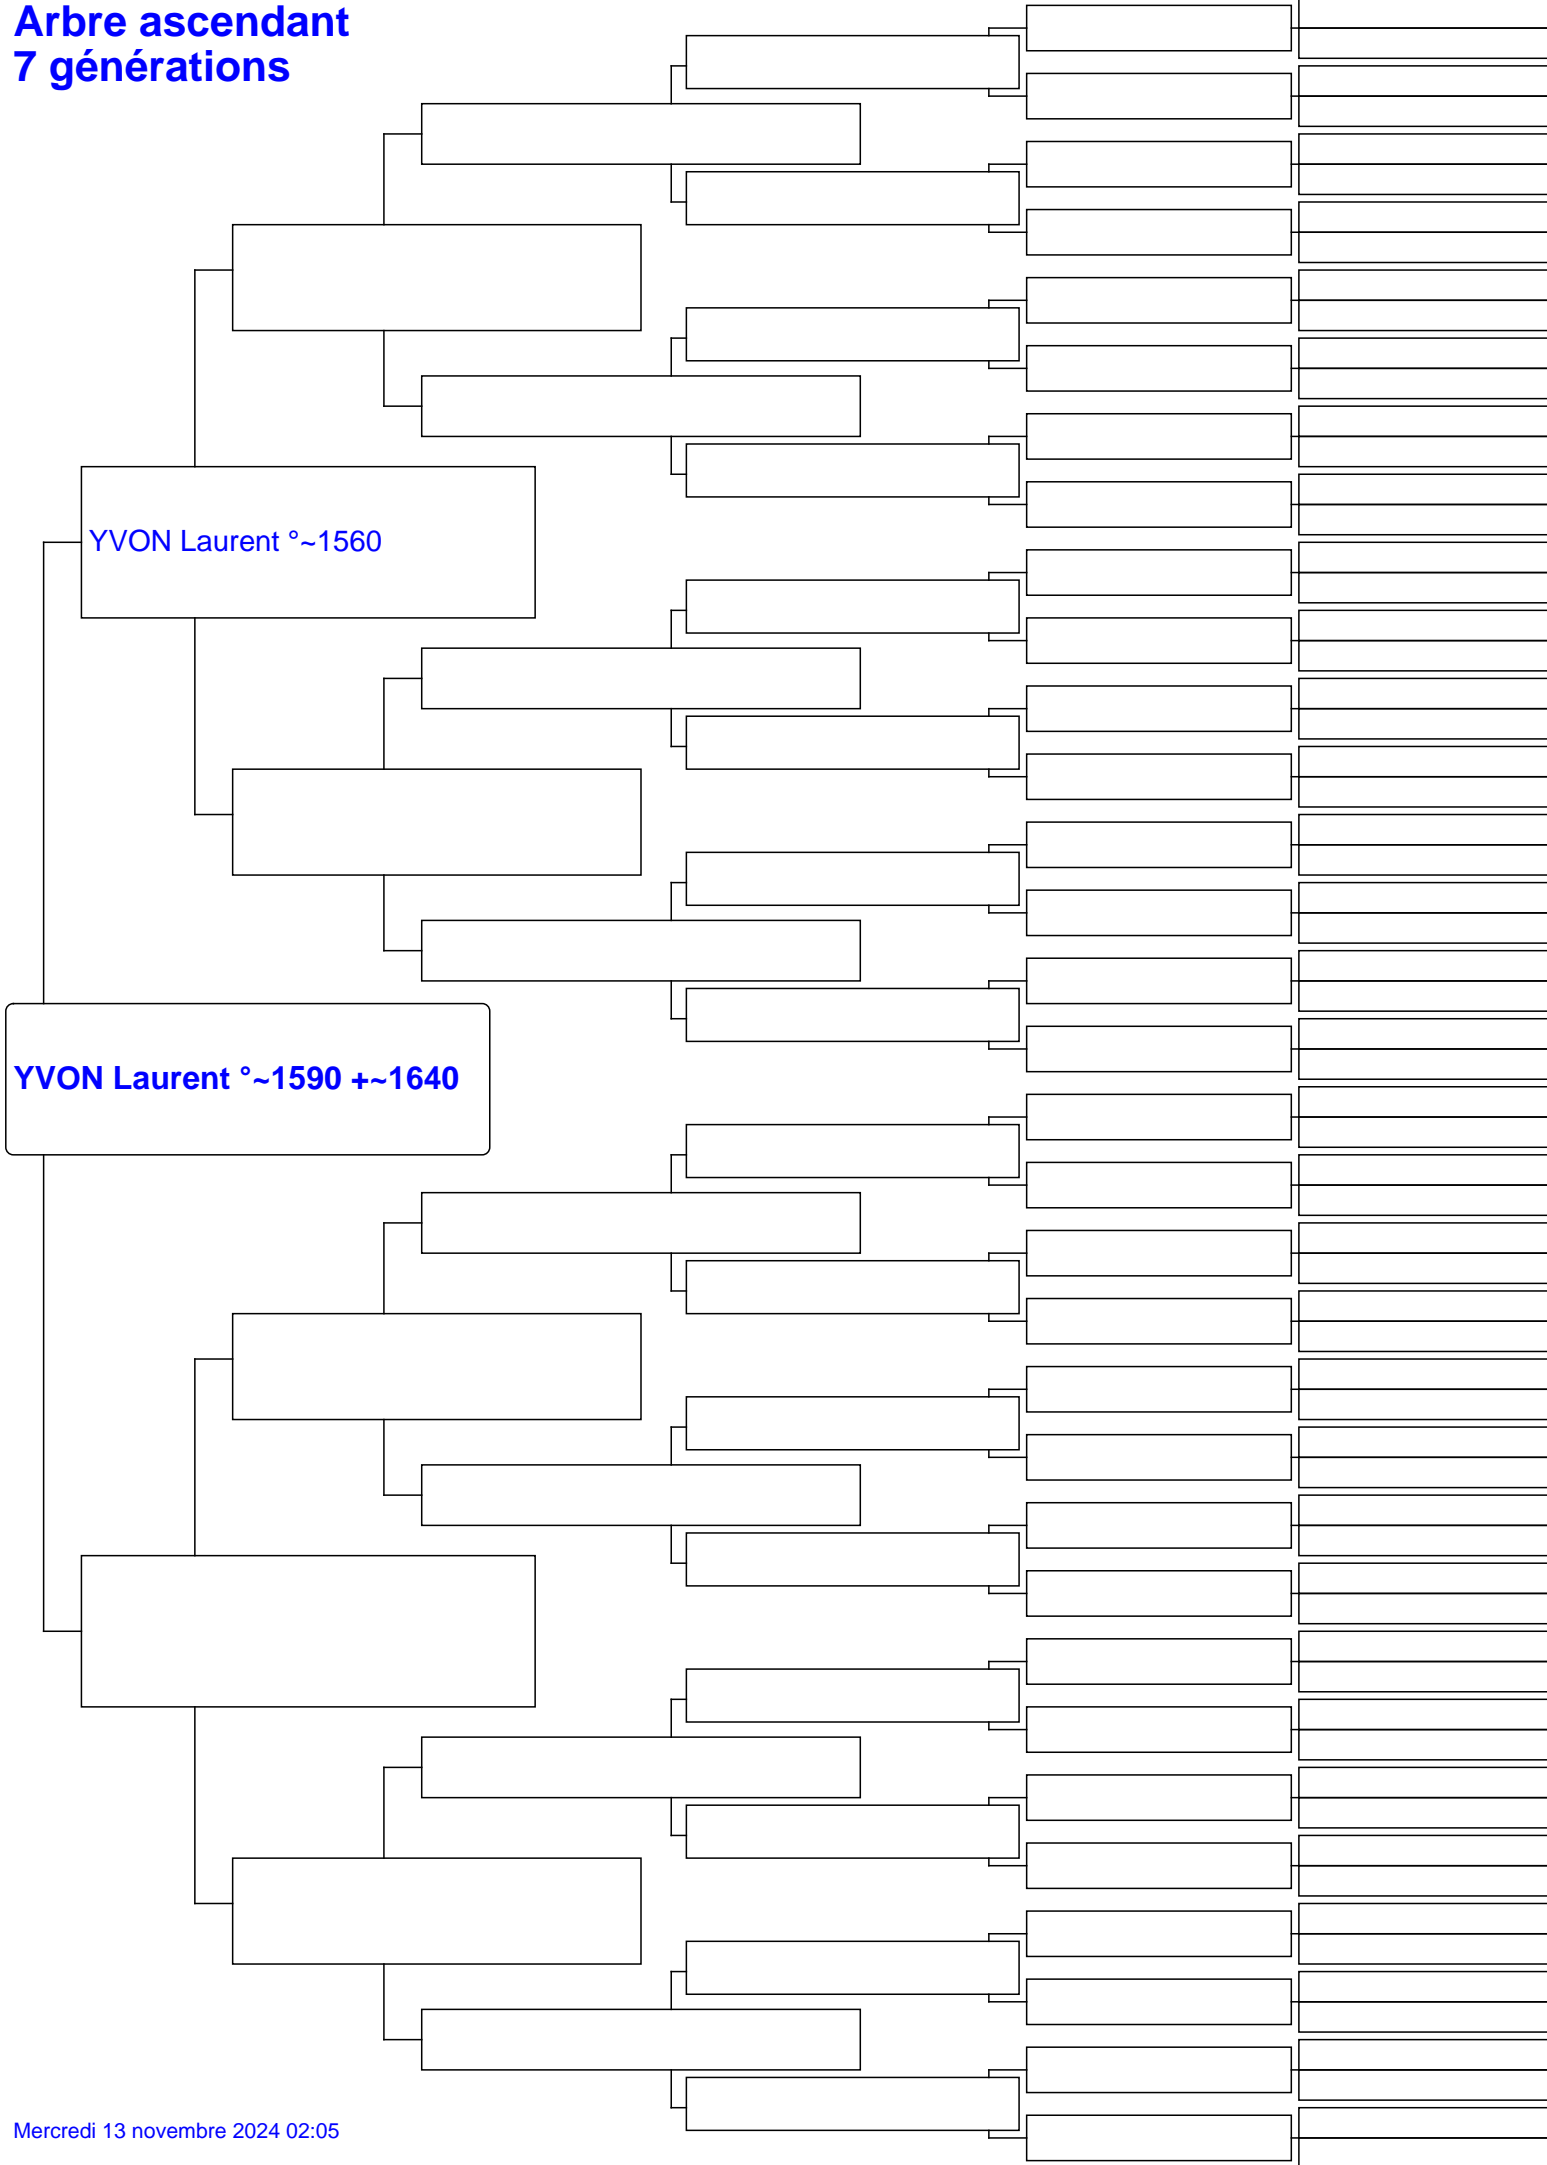 Arbre ascendant
7 générations
YVON Laurent °~1560
YVON Laurent °~1590 +~1640
Mercredi 13 novembre 2024 02:05